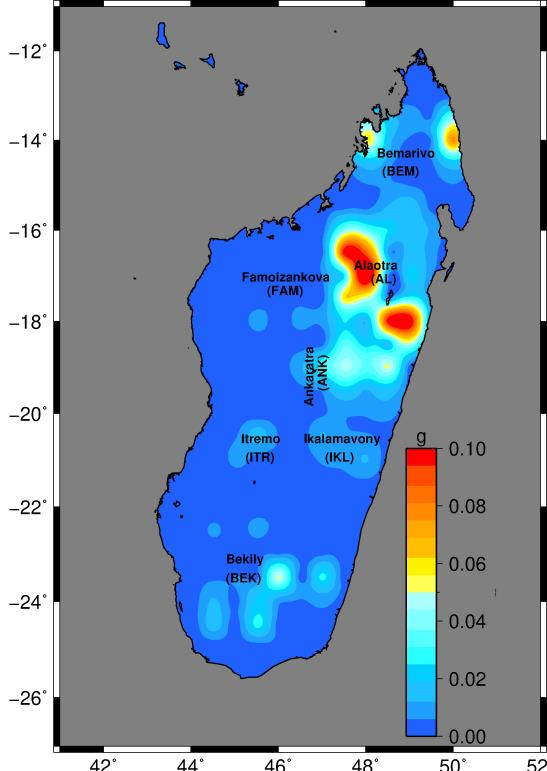 −12˚
−14˚
Bemarivo
(BEM)
−16˚
Alaotra
(AL)
Famoizankova
(FAM)
−18˚
Ankaratra
(ANK)
−20˚
Itremo
(ITR)
Ikalamavony
(IKL)
g
0.10
−22˚
0.08
Bekily
(BEK)
0.06
−24˚
0.04
0.02
−26˚
0.00
42˚ 44˚ 46˚ 48˚ 50˚ 52